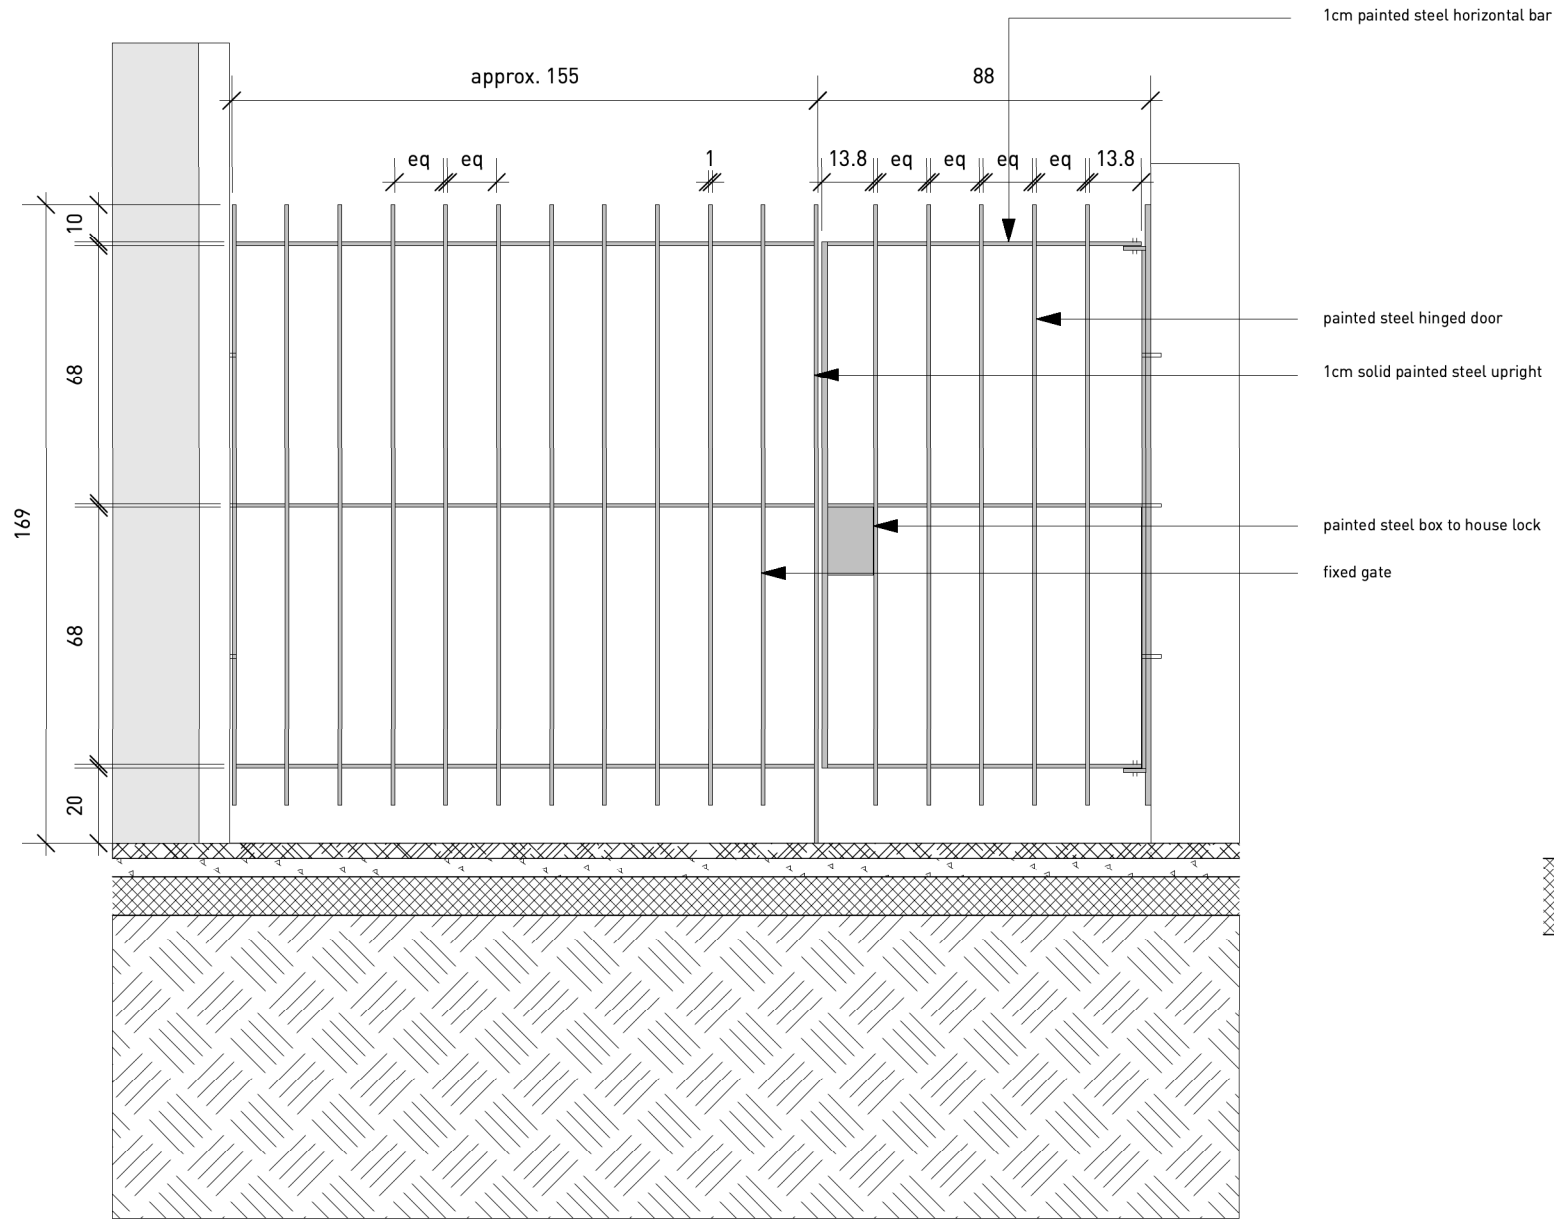 1cm painted steel horizontal bar
approx. 155
88
eq
eq
1
13.8
eq
eq
eq
eq
13.8
10
68
169
68
20
painted steel hinged door
1cm solid painted steel upright
painted steel box to house lock
fixed gate